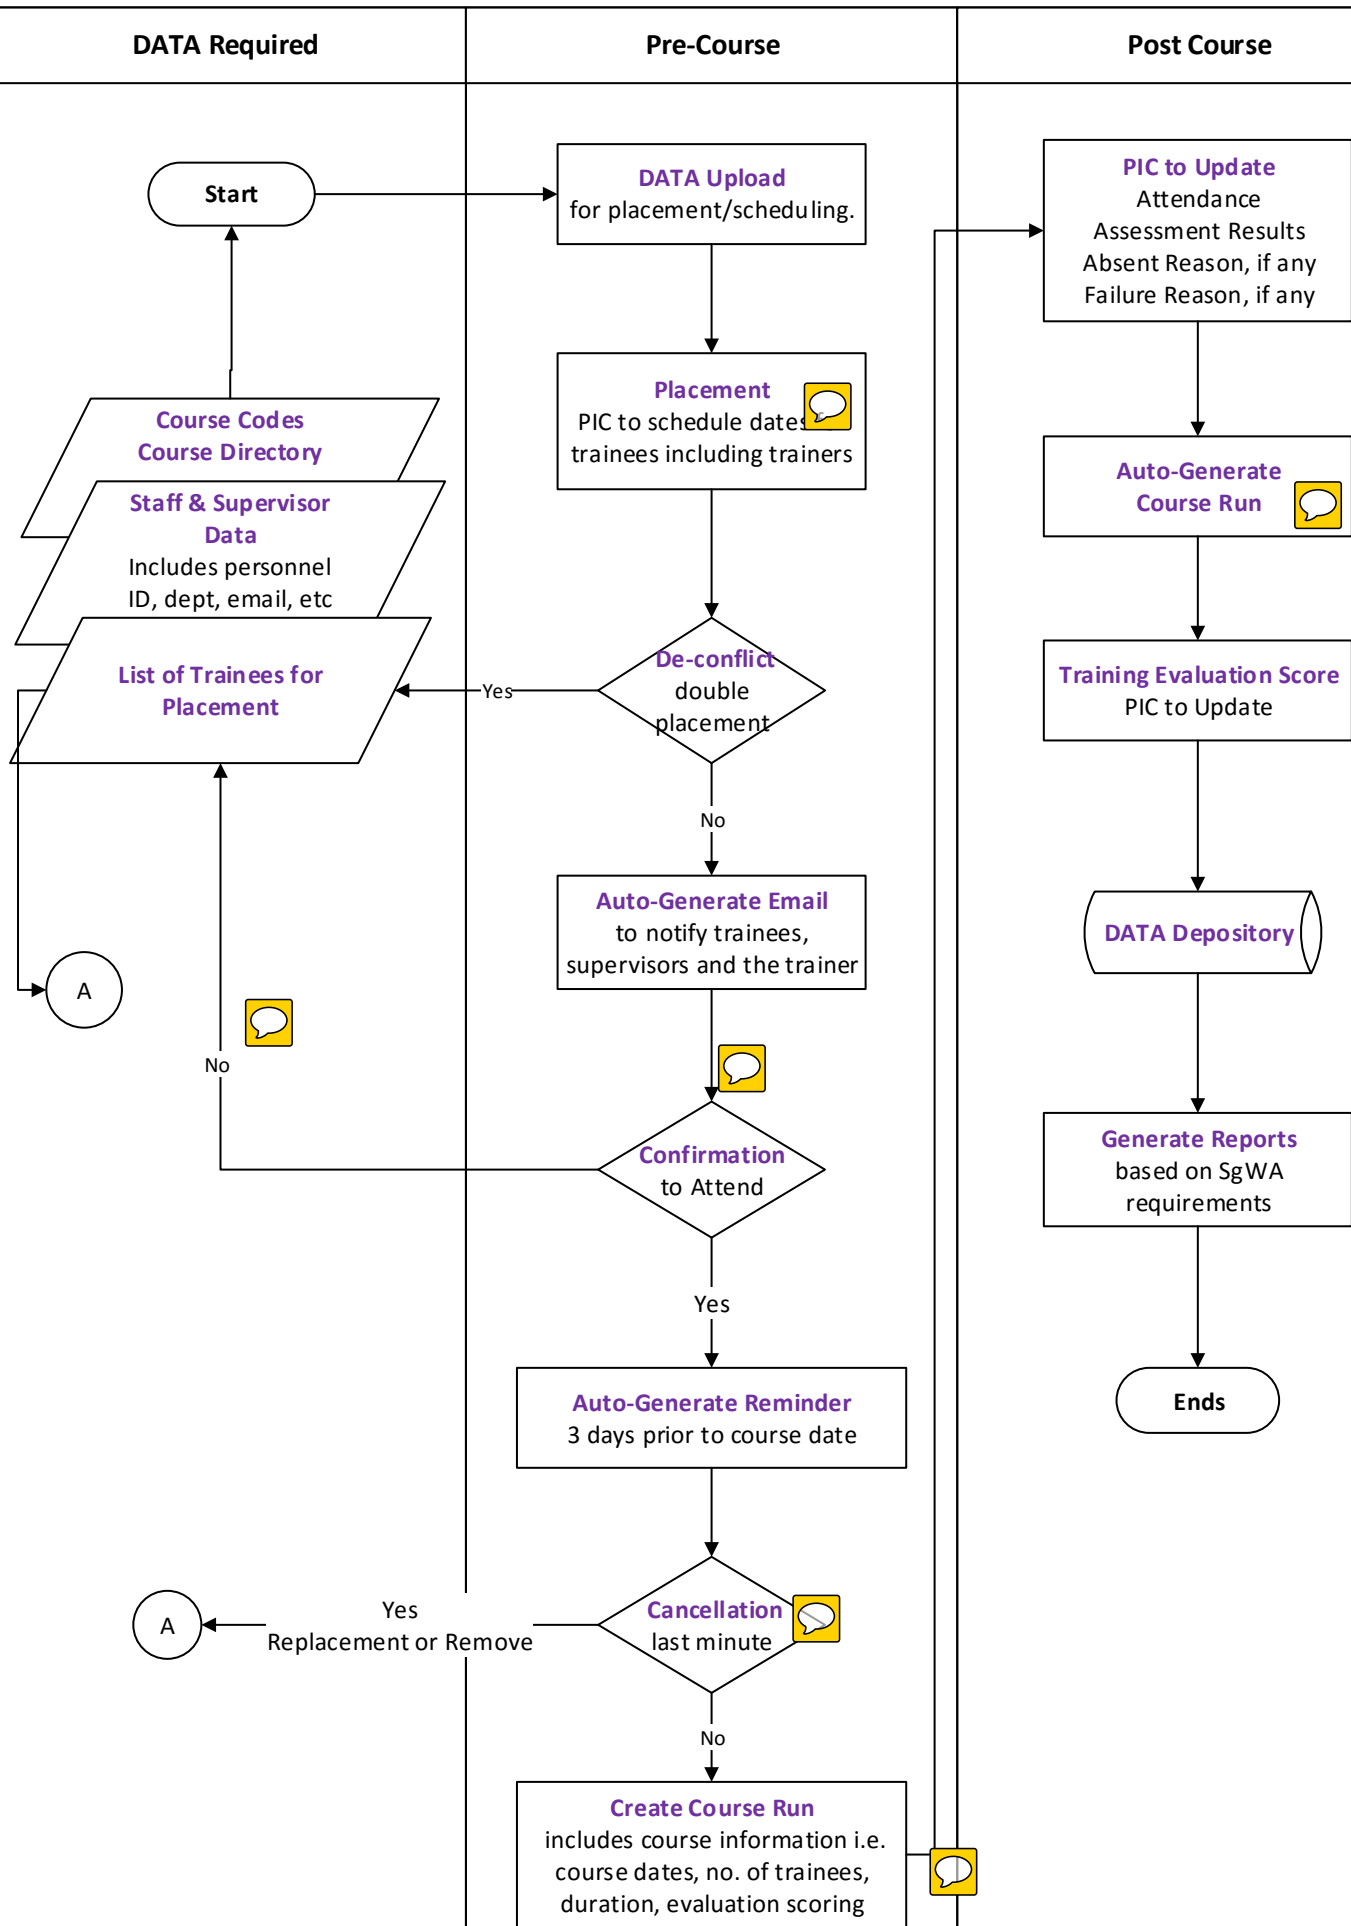 DATA Required
Pre-Course
Post Course
Start
Course Codes
Course Directory
Staff & Supervisor
Data
Includes personnel
ID, dept, email, etc
List of Trainees for
Placement
A
No
A
Yes
Replacement or Remove
DATA Upload
for placement/scheduling.
Placement
PIC to schedule dates
trainees including trainers
De-conflict
double
placement
Yes
No
Auto-Generate Email
to notify trainees,
supervisors and the trainer
Confirmation
to Attend
Yes
Auto-Generate Reminder
3 days prior to course date
Cancellation
last minute
No
Create Course Run
includes course information i.e.
course dates, no. of trainees,
duration, evaluation scoring
PIC to Update
Attendance
Assessment Results
Absent Reason, if any
Failure Reason, if any
Auto-Generate
Course Run
Training Evaluation Score
PIC to Update
DATA Depository
Generate Reports
based on SgWA
requirements
Ends